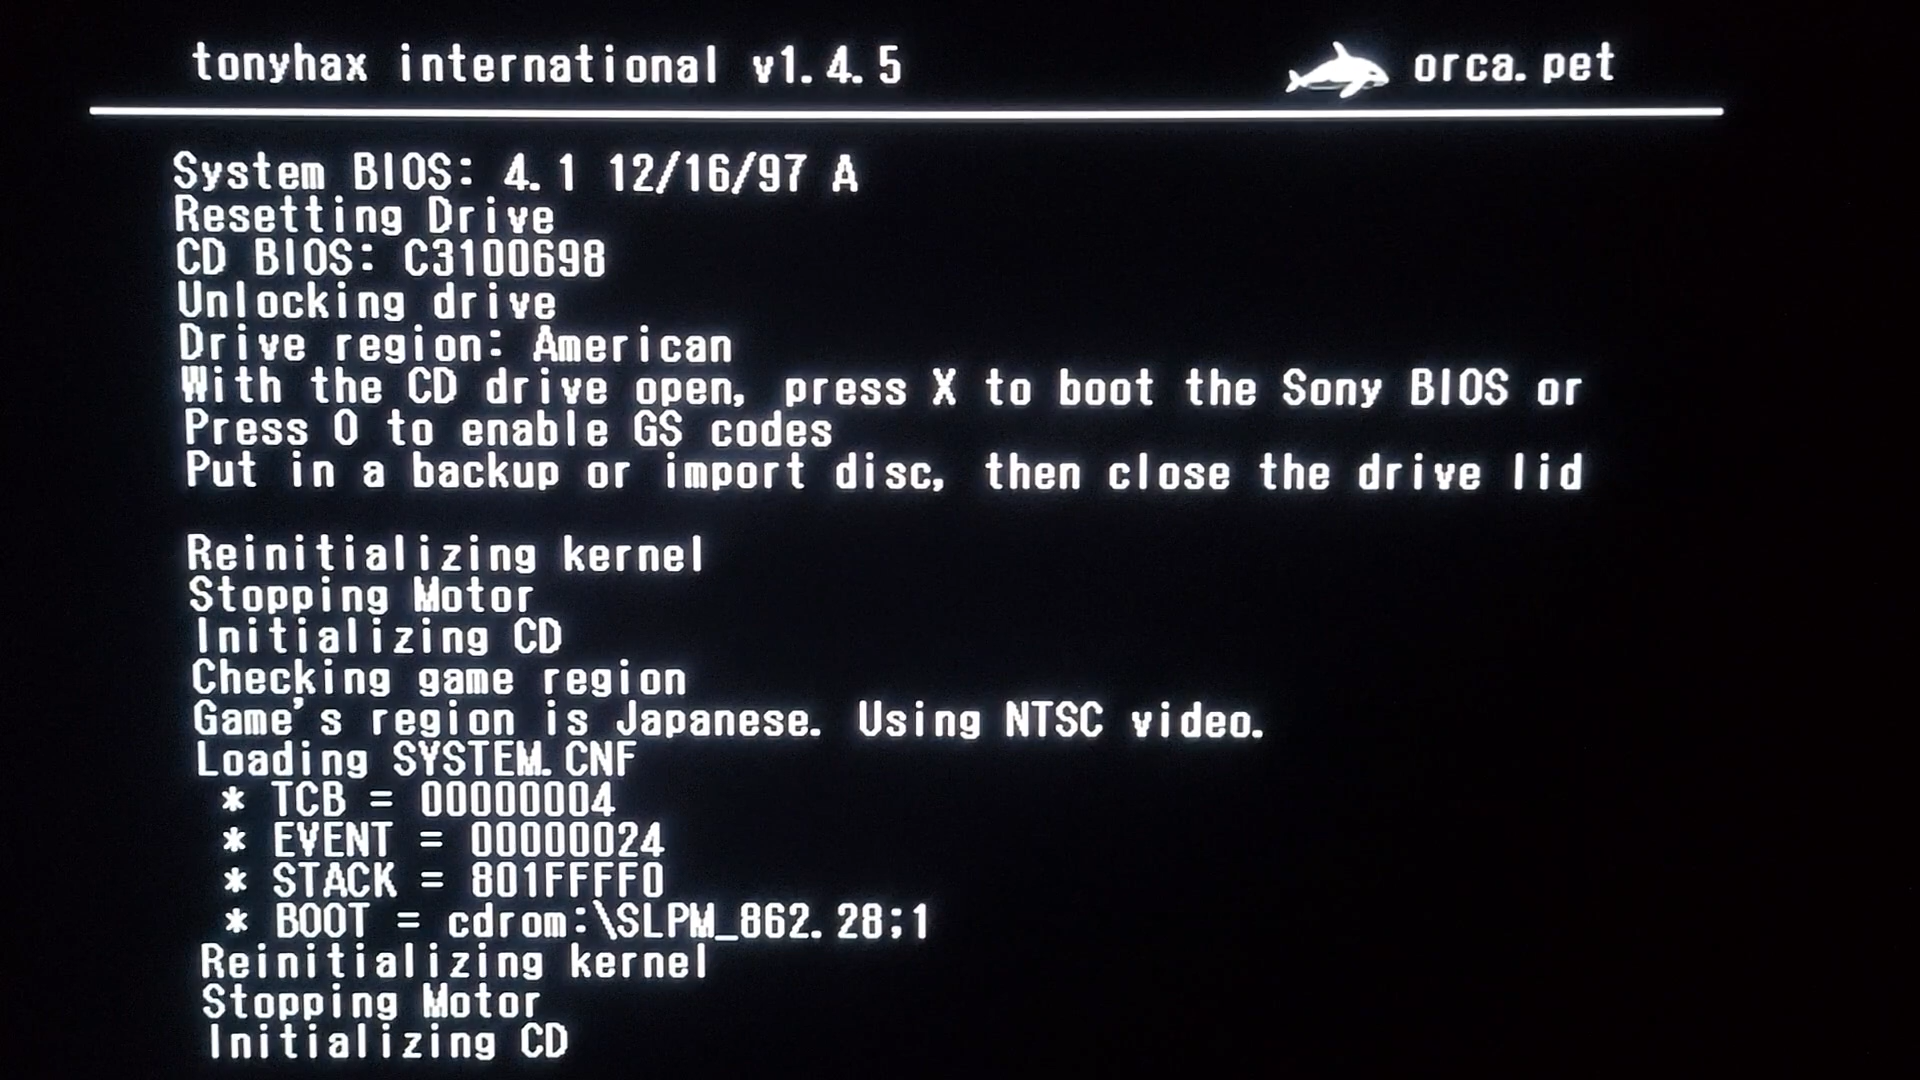 tonyhax international v1.4.5
orca.pet
System BIOS: 4.1 12/16/97 A
Resetting Drive
CD BIOS: C3100698
Unlocking drive
Drive region: American
With the CD drive open, press X to boot the Sony BIOS or
Press O to enable GS codes
Put in a backup or import disc, then close the drive lid
Reinitializing kernel
Stopping Motor
Initializing CD
Checking game region
Game's region is Japanese. Using NTSC video.
Loading SYSTEM.CNF
* TCB = 00000004
* EVENT = 00000024
* STACK = 801FFFF0
* BOOT = cdrom:\SLPM_862.28;1
Reinitializing kernel
Stopping Motor
Initializing CD